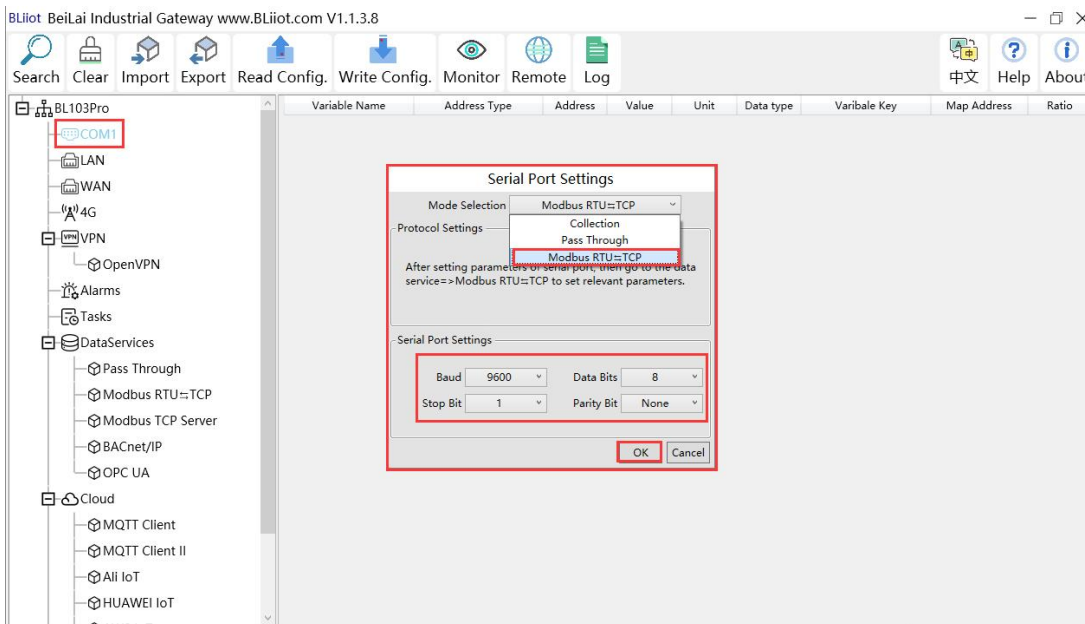 BLiiot BeiLai Industrial Gateway www.BLiiot.com V1.1.3.8
Search Clear Import Export Read Config. Write Config. Monitor Remote Log 中文 Help About
Variable Name Address Type Address Value Unit Data type Varibale Key Map Address Ratio
BL103Pro
COM1
LAN
WAN
4G
VPN VPN
OpenVPN
Alarms
Tasks
DataServices
Pass Through
Modbus RTU⇆TCP
Modbus TCP Server
BACnet/IP
OPC UA
Cloud
MQTT Client
MQTT Client II
Ali IoT
HUAWEI IoT
Serial Port Settings
Mode Selection Modbus RTU⇆TCP
Collection
Pass Through
Modbus RTU⇆TCP
Protocol Settings
After setting parameters of serial port, then go to the data
service=>Modbus RTU⇆TCP to set relevant parameters.
Serial Port Settings
Baud 9600 Data Bits 8
Stop Bit 1 Parity Bit None
OK Cancel